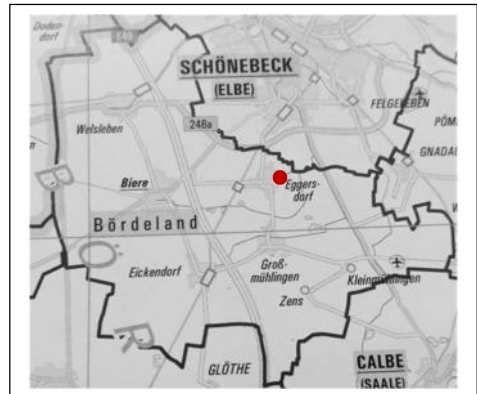 Doden-
dorf
SCHÖNEBECK
(ELBE)
FELGELEBEN
Welsleben
246a
PÖM
GNADAU
Biere
Eggers-
dorf
Bördeland
Groß-
mühlingen
Eickendorf
Kleinmühlingen
Zens
GLÖTHE
CALBE
(SAALE)